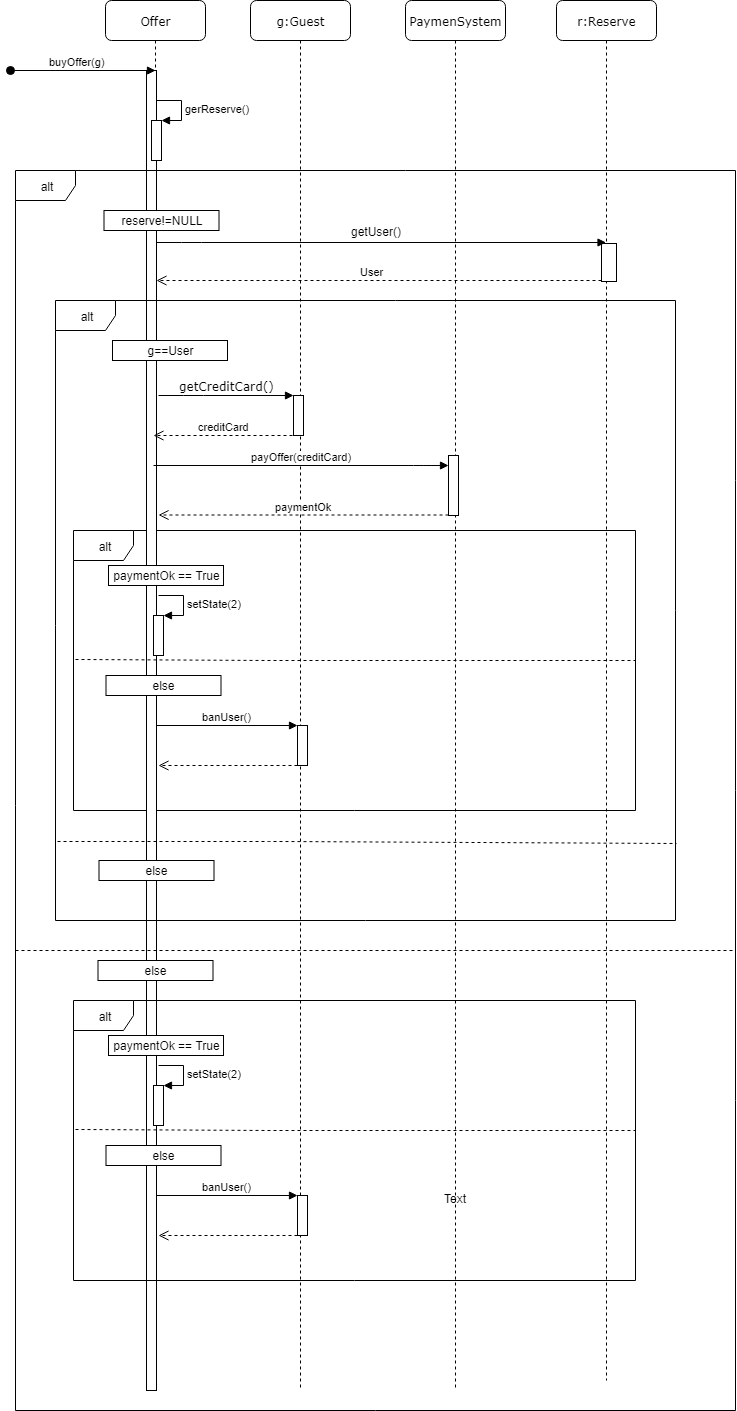 Offer
g:Guest
PaymenSystem
r:Reserve
buyOffer(g)
gerReserve()
alt
reserve!=NULL
getUser()
User
alt
g==User
getCreditCard()
creditCard
payOffer(creditCard)
paymentOk
alt
paymentOk == True
setState(2)
else
banUser()
else
else
alt
paymentOk == True
setState(2)
else
banUser()
Text